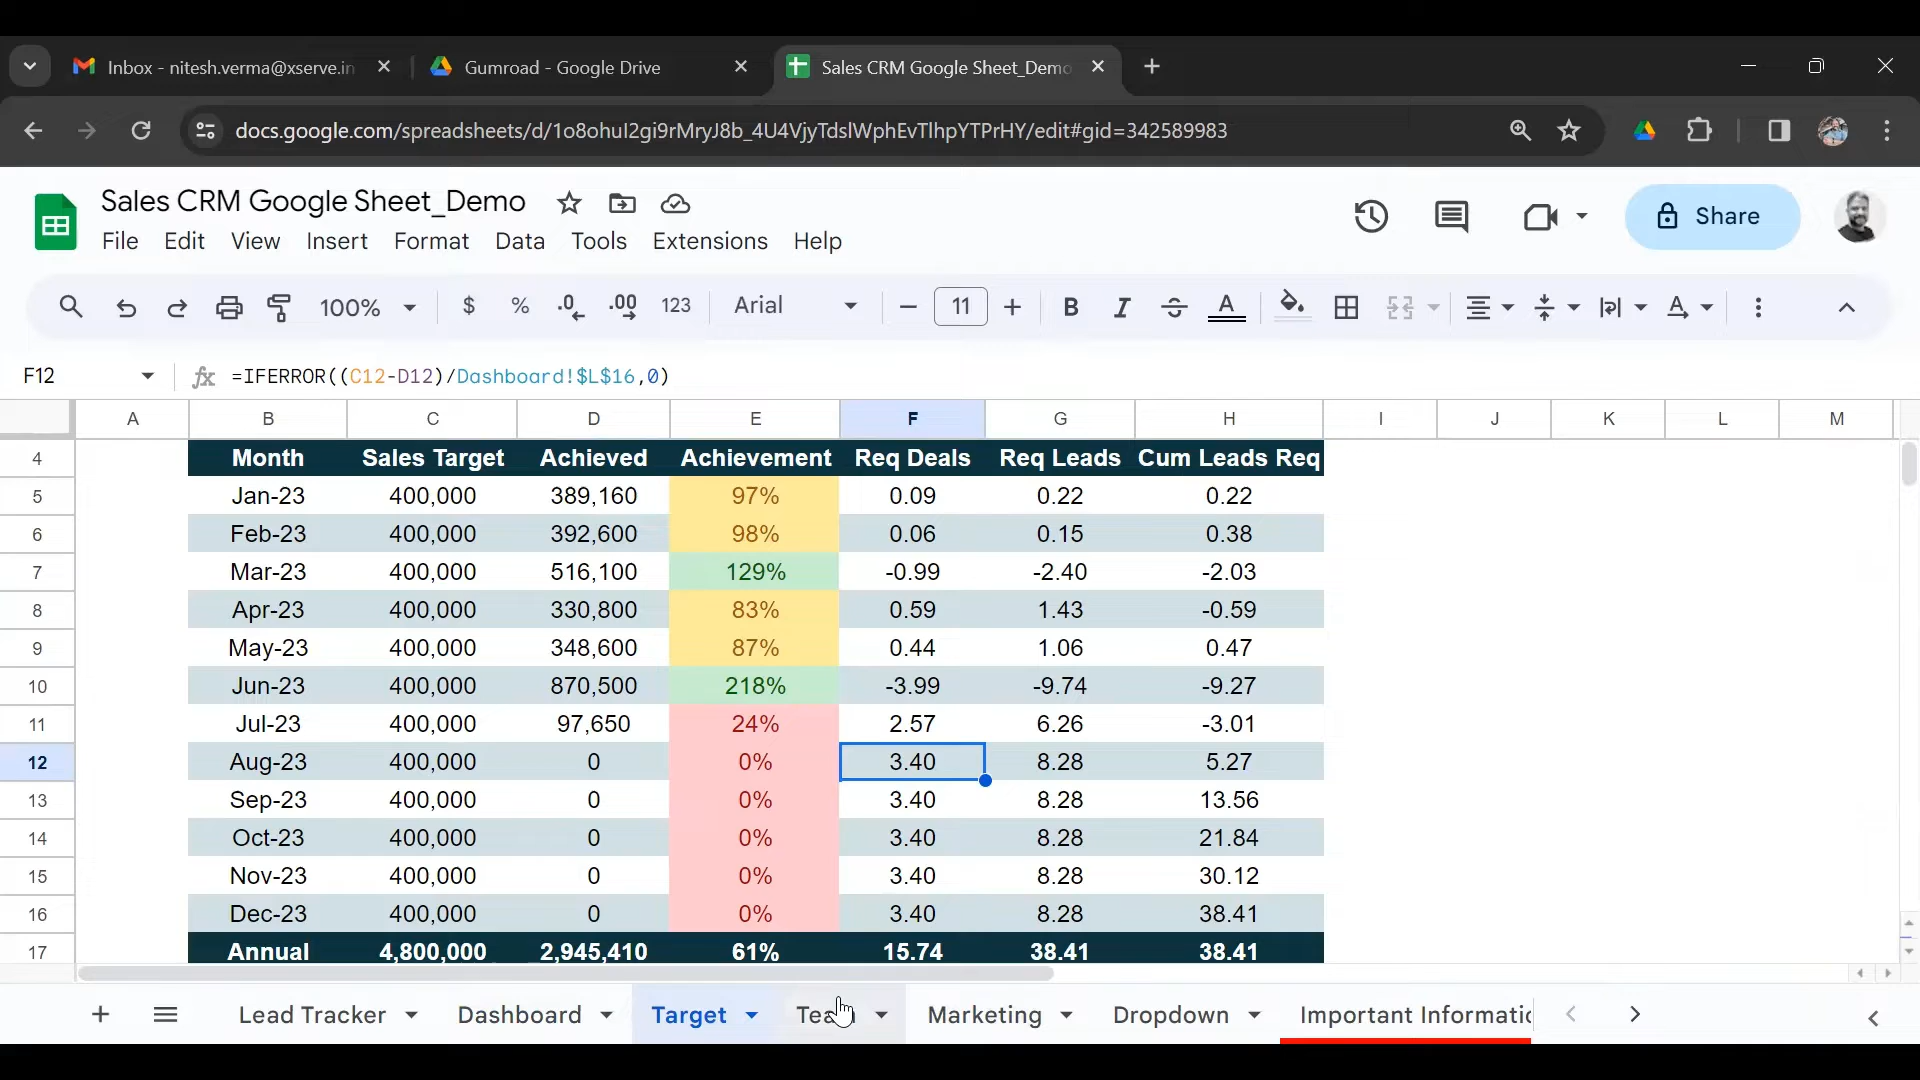 Inbox - nitesh.verma@xserve.in
Gumroad - Google Drive
Sales CRM Google Sheet_Demo
docs.google.com/spreadsheets/d/1o8ohuI2gi9rMryJ8b_4U4VjyTdslWphEvTlhpYTPrHY/edit#gid=342589983
Sales CRM Google Sheet_Demo
File Edit View Insert Format Data Tools Extensions Help
Share
100% $ % .0 .00 123 Arial 11 B I S A A
F12 fx =IFERROR((C12-D12)/Dashboard!$L$16,0)
A B C D E F G H I J K L M
4 Month Sales Target Achieved Achievement Req Deals Req Leads Cum Leads Req
5 Jan-23 400,000 389,160 97% 0.09 0.22 0.22
6 Feb-23 400,000 392,600 98% 0.06 0.15 0.38
7 Mar-23 400,000 516,100 129% -0.99 -2.40 -2.03
8 Apr-23 400,000 330,800 83% 0.59 1.43 -0.59
9 May-23 400,000 348,600 87% 0.44 1.06 0.47
10 Jun-23 400,000 870,500 218% -3.99 -9.74 -9.27
11 Jul-23 400,000 97,650 24% 2.57 6.26 -3.01
12 Aug-23 400,000 0 0% 3.40 8.28 5.27
13 Sep-23 400,000 0 0% 3.40 8.28 13.56
14 Oct-23 400,000 0 0% 3.40 8.28 21.84
15 Nov-23 400,000 0 0% 3.40 8.28 30.12
16 Dec-23 400,000 0 0% 3.40 8.28 38.41
17 Annual 4,800,000 2,945,410 61% 15.74 38.41 38.41
Lead Tracker Dashboard Target Marketing Dropdown Important Informatic